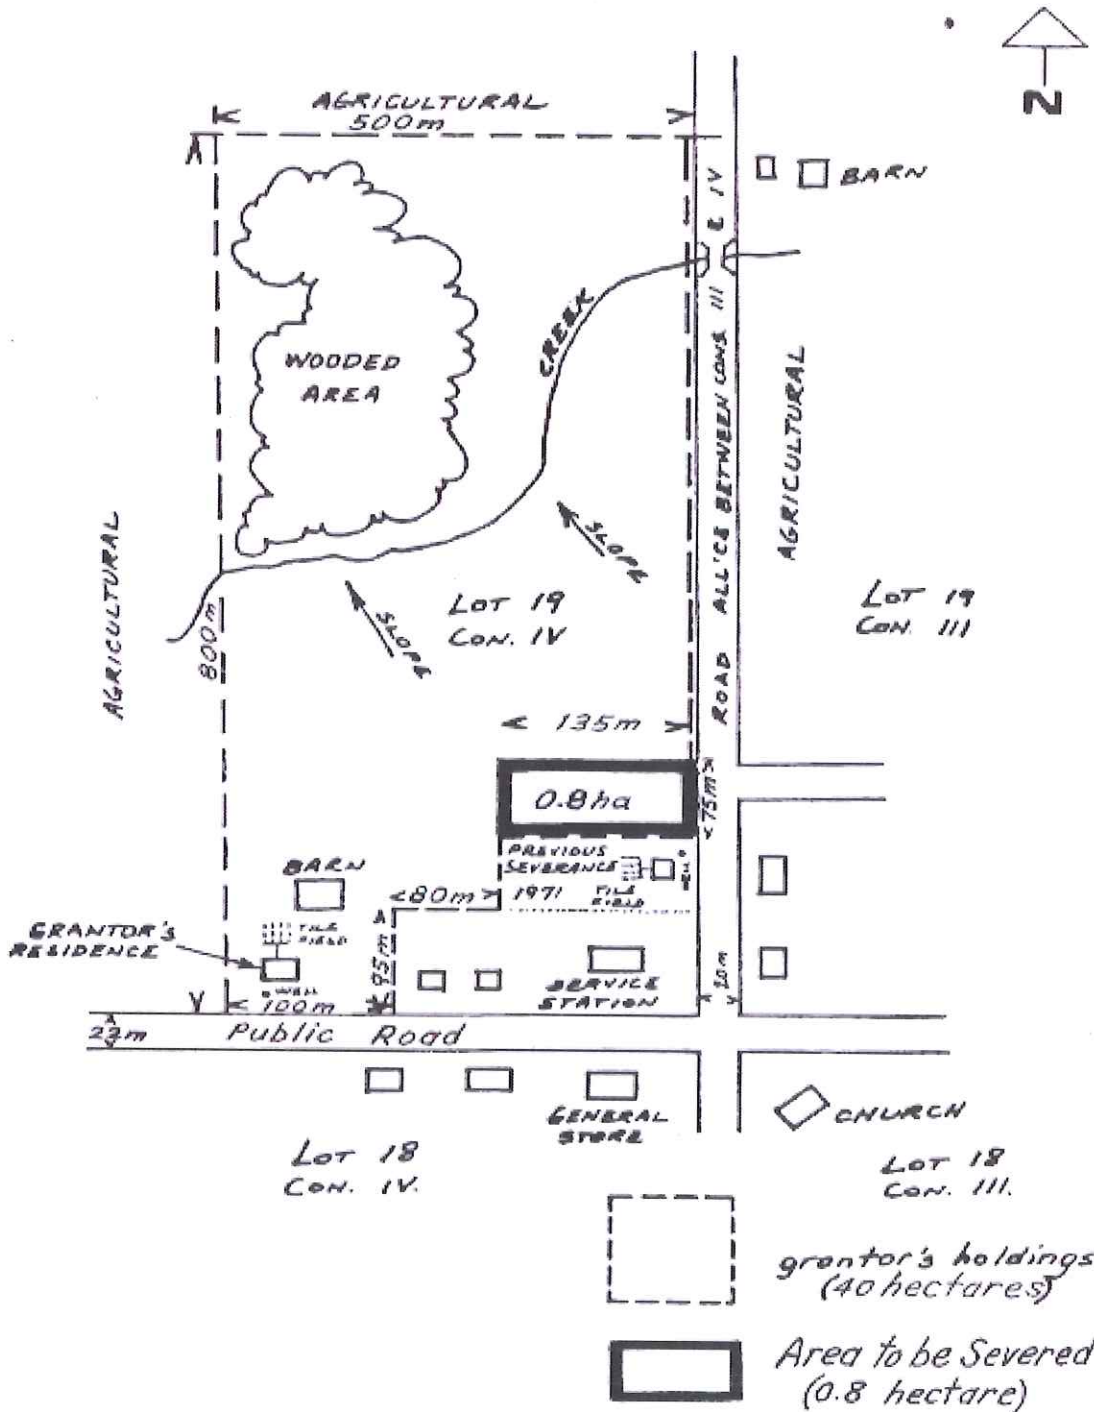 N
AGRICULTURAL
500m
BARN
WOODED
AREA
CREEK
SLOPE
SLOPE
ROAD ALL'CE BETWEEN CONS III & IV
AGRICULTURAL
AGRICULTURAL
800m
LOT 19
CON. IV
LOT 19
CON. III
135m
0.8ha
75m
PREVIOUS
SEVERANCE
1971
TILE
FIELD
WELL
BARN
80m
GRANTOR'S
RESIDENCE
TILE
FIELD
WELL
95m
100m
SERVICE
STATION
20m
Public Road
GENERAL
STORE
CHURCH
LOT 18
CON. IV.
LOT 18
CON. III.
grantor's holdings
(40 hectares)
Area to be Severed
(0.8 hectare)